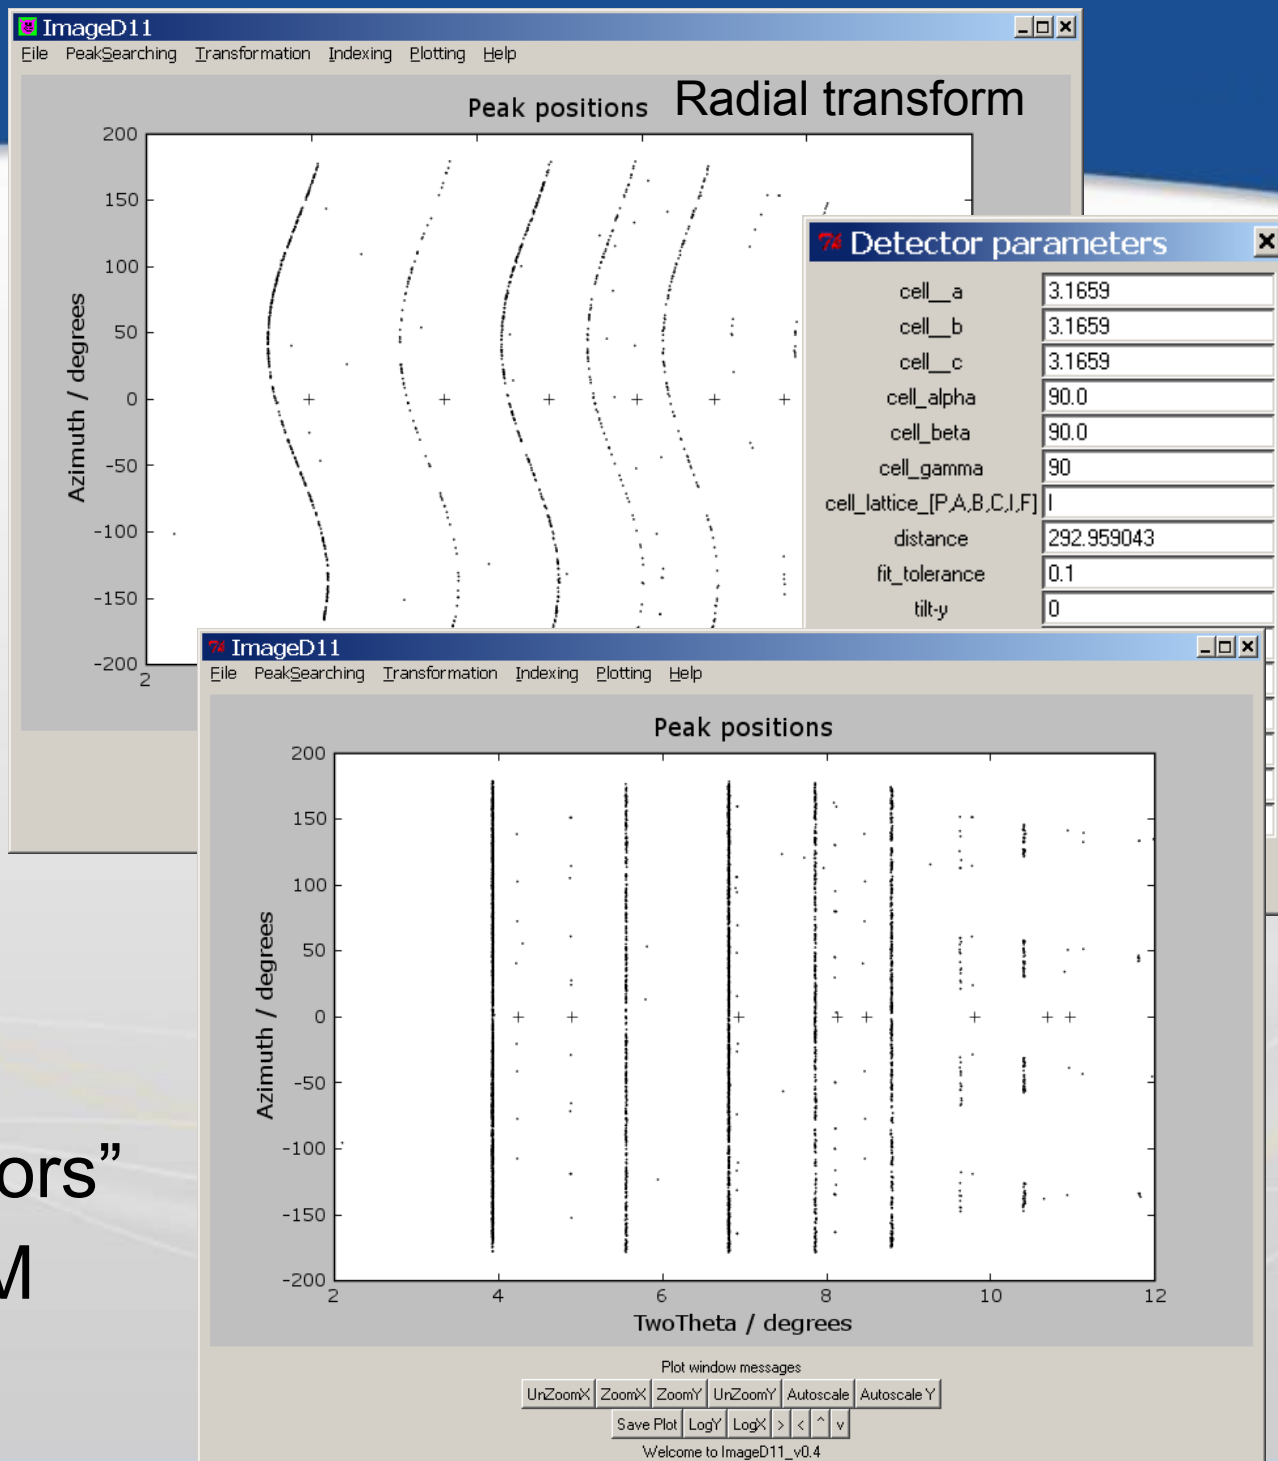 ImageD11
File PeakSearching Transformation Indexing Plotting Help
Peak positions Radial transform
200
150
100
50
0
-50
-100
-150
-200
Azimuth / degrees
2
Detector parameters
cell__a 3.1659
cell__b 3.1659
cell__c 3.1659
cell_alpha 90.0
cell_beta 90.0
cell_gamma 90
cell_lattice_[P,A,B,C,I,F] I
distance 292.959043
fit_tolerance 0.1
tilt-y 0
ImageD11
File PeakSearching Transformation Indexing Plotting Help
Peak positions
200
150
100
50
0
-50
-100
-150
-200
Azimuth / degrees
2 4 6 8 10 12
TwoTheta / degrees
Plot window messages
UnZoomX ZoomX ZoomY UnZoomY Autoscale Autoscale Y
Save Plot LogY LogX > < ^ v
Welcome to ImageD11_v0.4
ors”
M